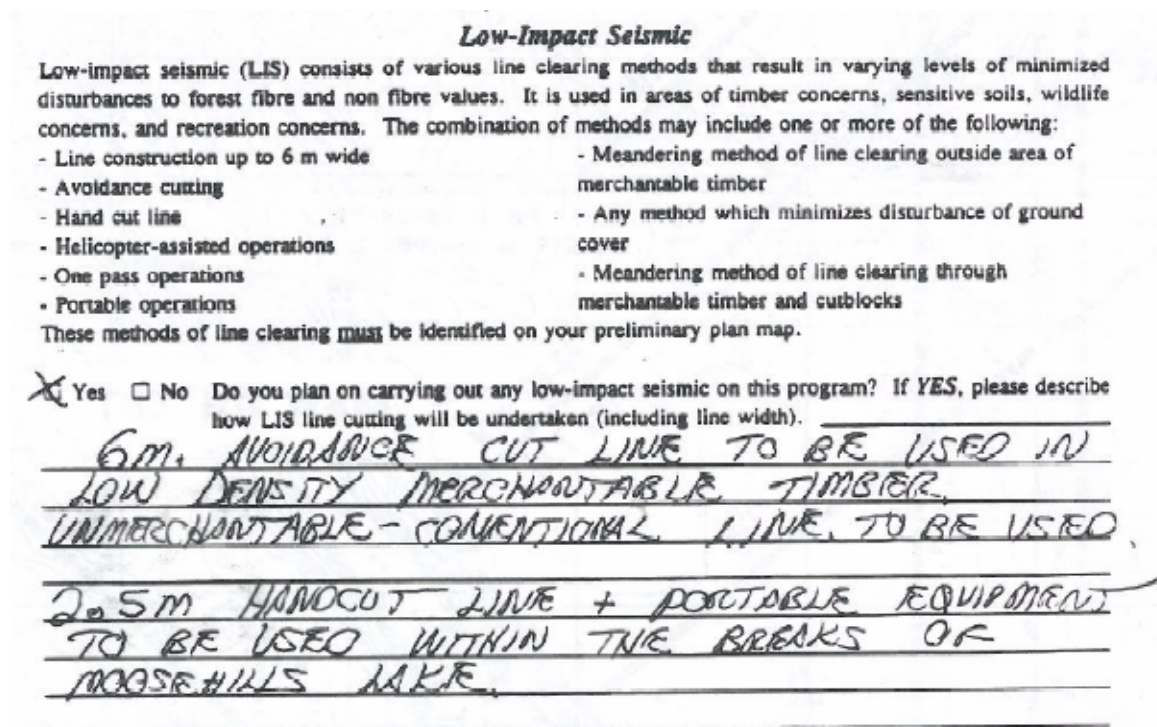 Low-Impact Seismic
Low-impact seismic (LIS) consists of various line clearing methods that result in varying levels of minimized
disturbances to forest fibre and non fibre values. It is used in areas of timber concerns, sensitive soils, wildlife
concerns, and recreation concerns. The combination of methods may include one or more of the following:
- Line construction up to 6 m wide
- Avoidance cutting
- Hand cut line
- Helicopter-assisted operations
- One pass operations
- Portable operations
- Meandering method of line clearing outside area of
merchantable timber
- Any method which minimizes disturbance of ground
cover
- Meandering method of line clearing through
merchantable timber and cutblocks
These methods of line clearing must be identified on your preliminary plan map.
☒ Yes ☐ No Do you plan on carrying out any low-impact seismic on this program? If YES, please describe
how LIS line cutting will be undertaken (including line width).
6m. AVOIDANCE CUT LINE TO BE USED IN
LOW DENSITY MERCHANTABLE TIMBER.
UNMERCHANTABLE - CONVENTIONAL LINE. TO BE USED
2.5m HANDCUT LINE + PORTABLE EQUIPMENT
TO BE USED WITHIN THE BREAKS OF
MOOSEHILLS LAKE.